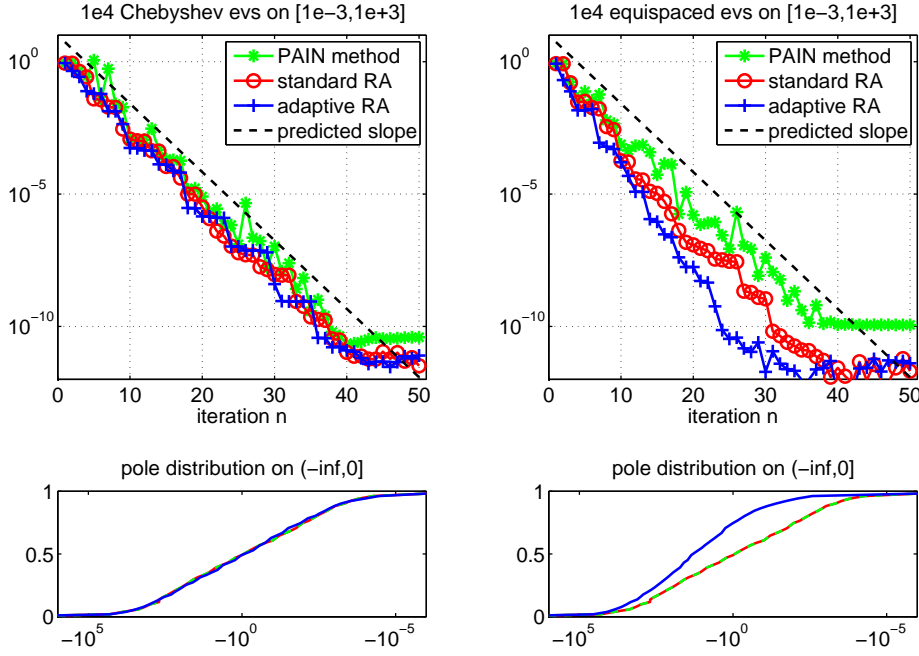 1e4 Chebyshev evs on [1e-3,1e+3]
10^0
10^-5
10^-10
PAIN method
standard RA
adaptive RA
predicted slope
0 10 20 30 40 50
iteration n
1e4 equispaced evs on [1e-3,1e+3]
10^0
10^-5
10^-10
PAIN method
standard RA
adaptive RA
predicted slope
0 10 20 30 40 50
iteration n
pole distribution on (-inf,0]
1
0.5
0
−10^5 −10^0 −10^-5
pole distribution on (-inf,0]
1
0.5
0
−10^5 −10^0 −10^-5